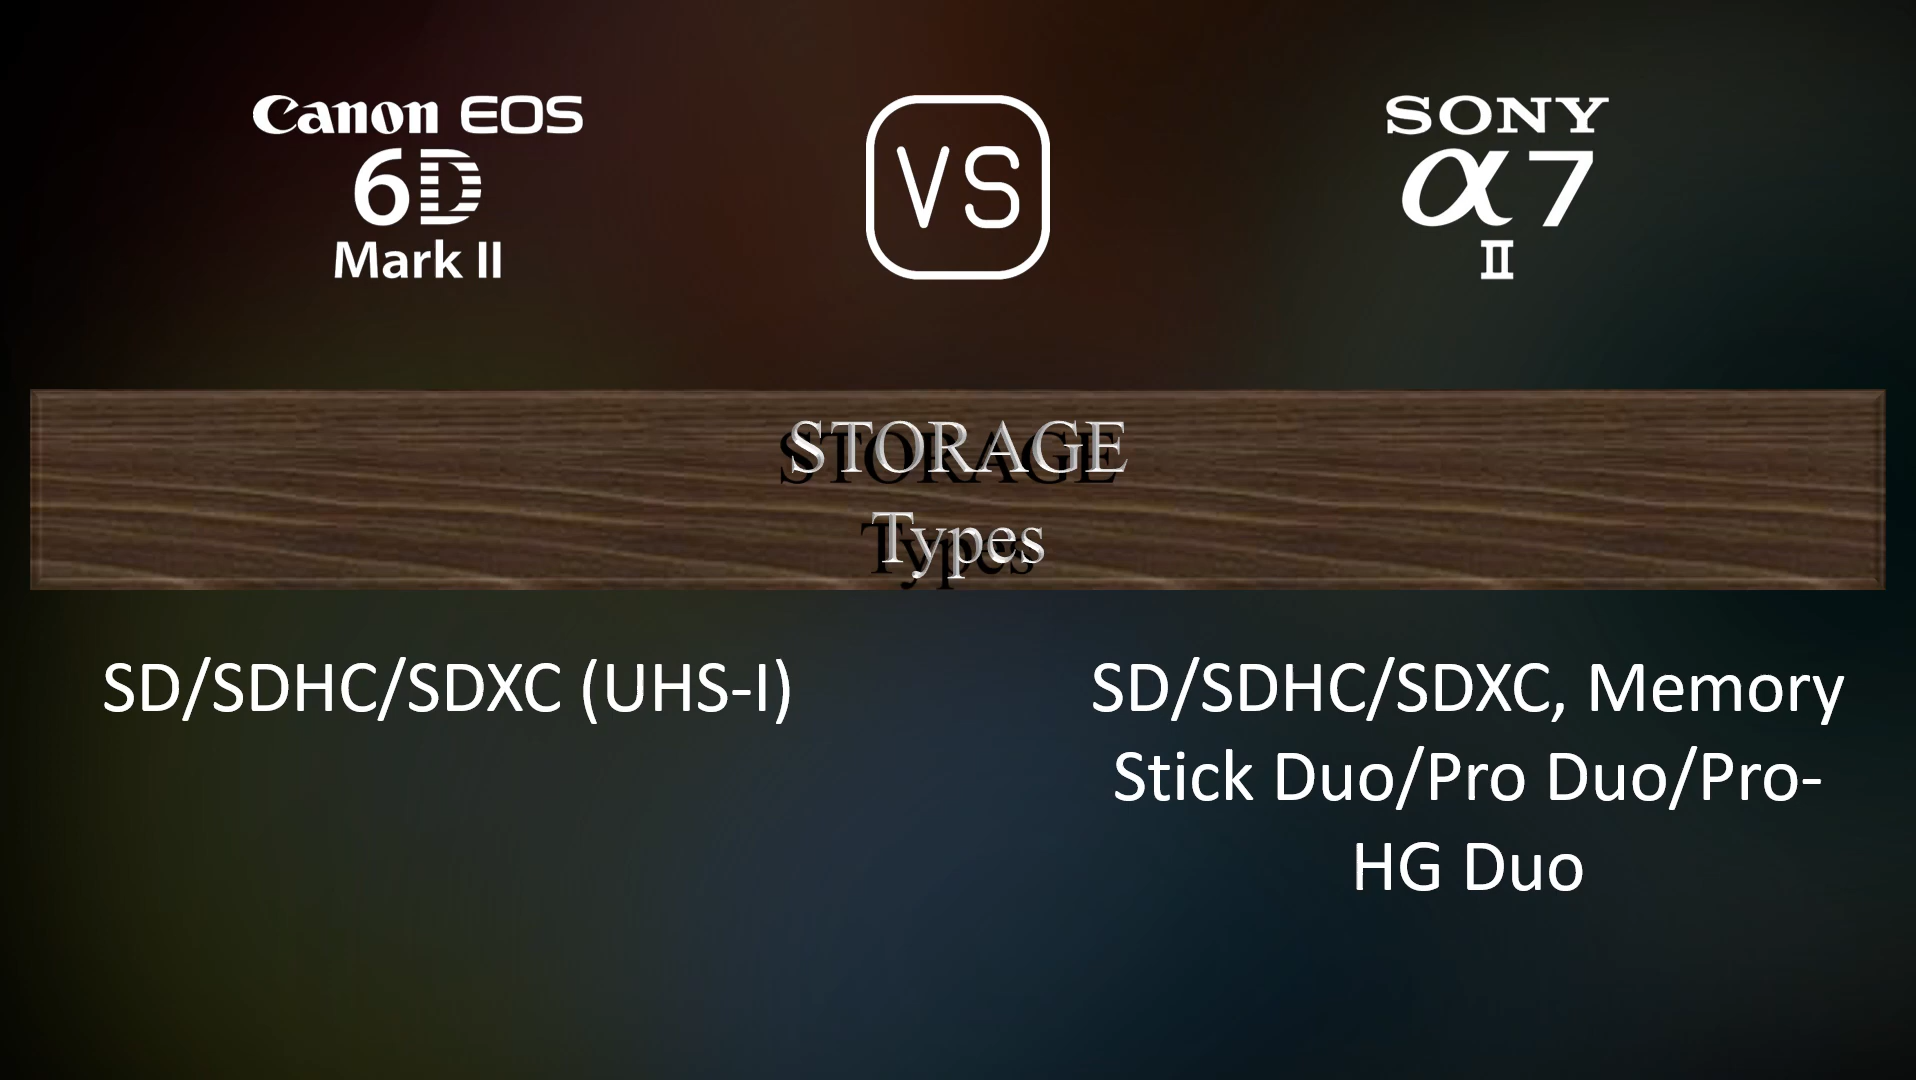 Canon EOS
6D
Mark II
VS
SONY
α7
II
STORAGE
Types
SD/SDHC/SDXC (UHS-I)
SD/SDHC/SDXC, Memory
Stick Duo/Pro Duo/Pro-
HG Duo